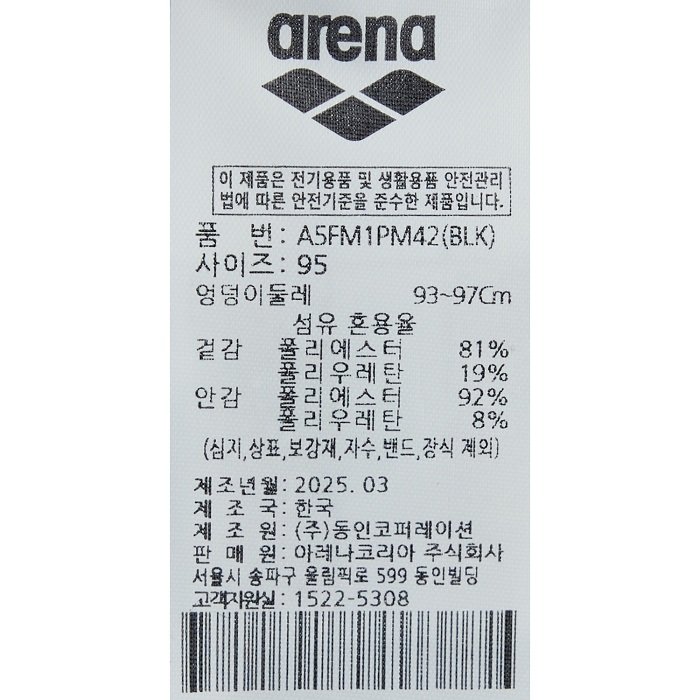 arena
이 제품은 전기용품 및 생활용품 안전관리
법에 따른 안전기준을 준수한 제품입니다.
품 번: A5FM1PM42(BLK)
사이즈: 95
엉덩이둘레 93~97Cm
섬유 혼용율
겉감 폴리에스터 81%
폴리우레탄 19%
안감 폴리에스터 92%
폴리우레탄 8%
(심지,상표,보강재,자수,밴드,장식 제외)
제조년월: 2025. 03
제 조 국: 한국
제 조 원: (주)동인코퍼레이션
판 매 원: 아레나코리아 주식회사
서울시 송파구 올림픽로 599 동인빌딩
고객지원실: 1522-5308